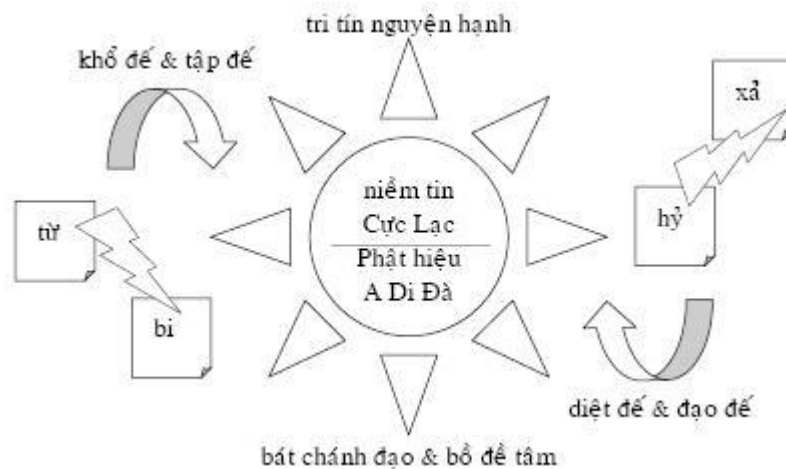 tri tín nguyện hạnh
khổ đế & tập đế
xả
từ
hỷ
niềm tin
Cực Lạc
Phật hiệu
A Di Đà
bi
diệt đế & đạo đế
bát chánh đạo & bồ đề tâm